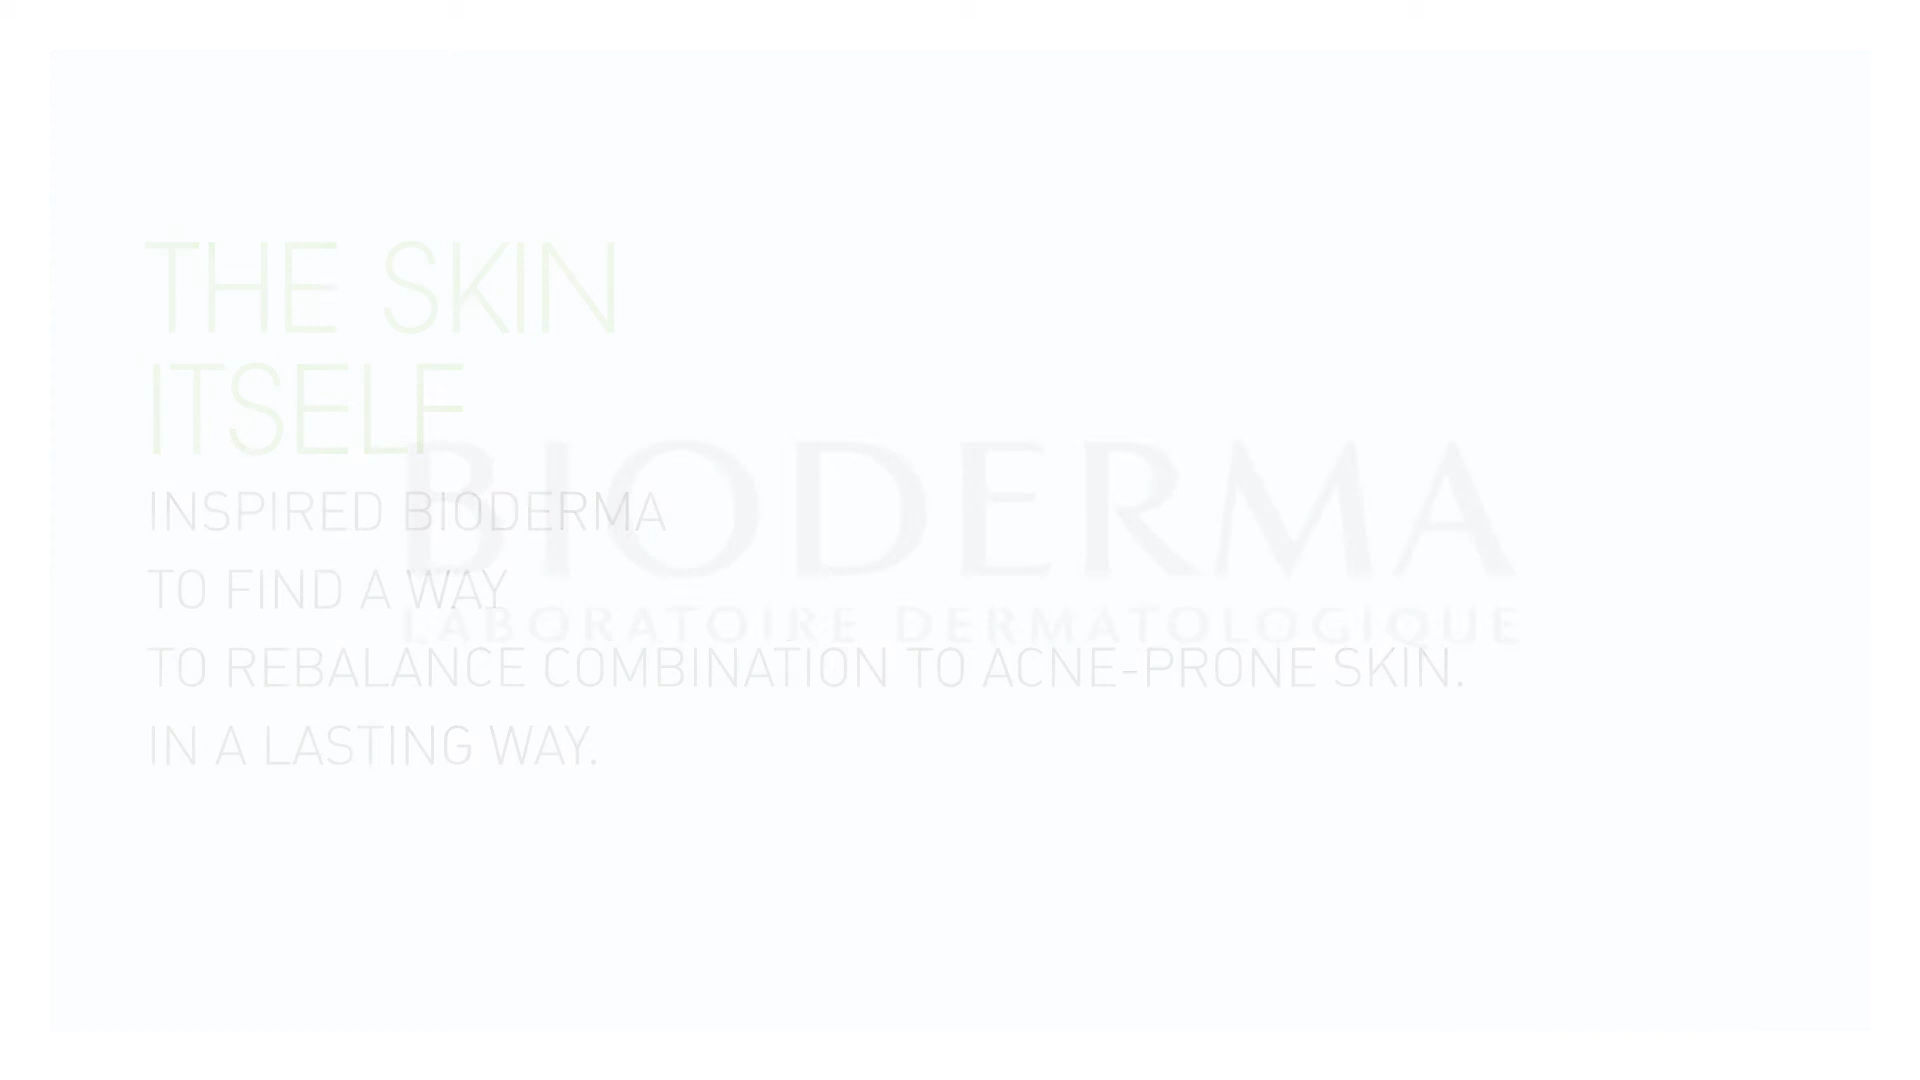 THE SKIN
ITSELF
INSPIRED BIODERMA
TO FIND A WAY
TO REBALANCE COMBINATION TO ACNE-PRONE SKIN.
IN A LASTING WAY.
BIODERMA
LABORATOIRE DERMATOLOGIQUE